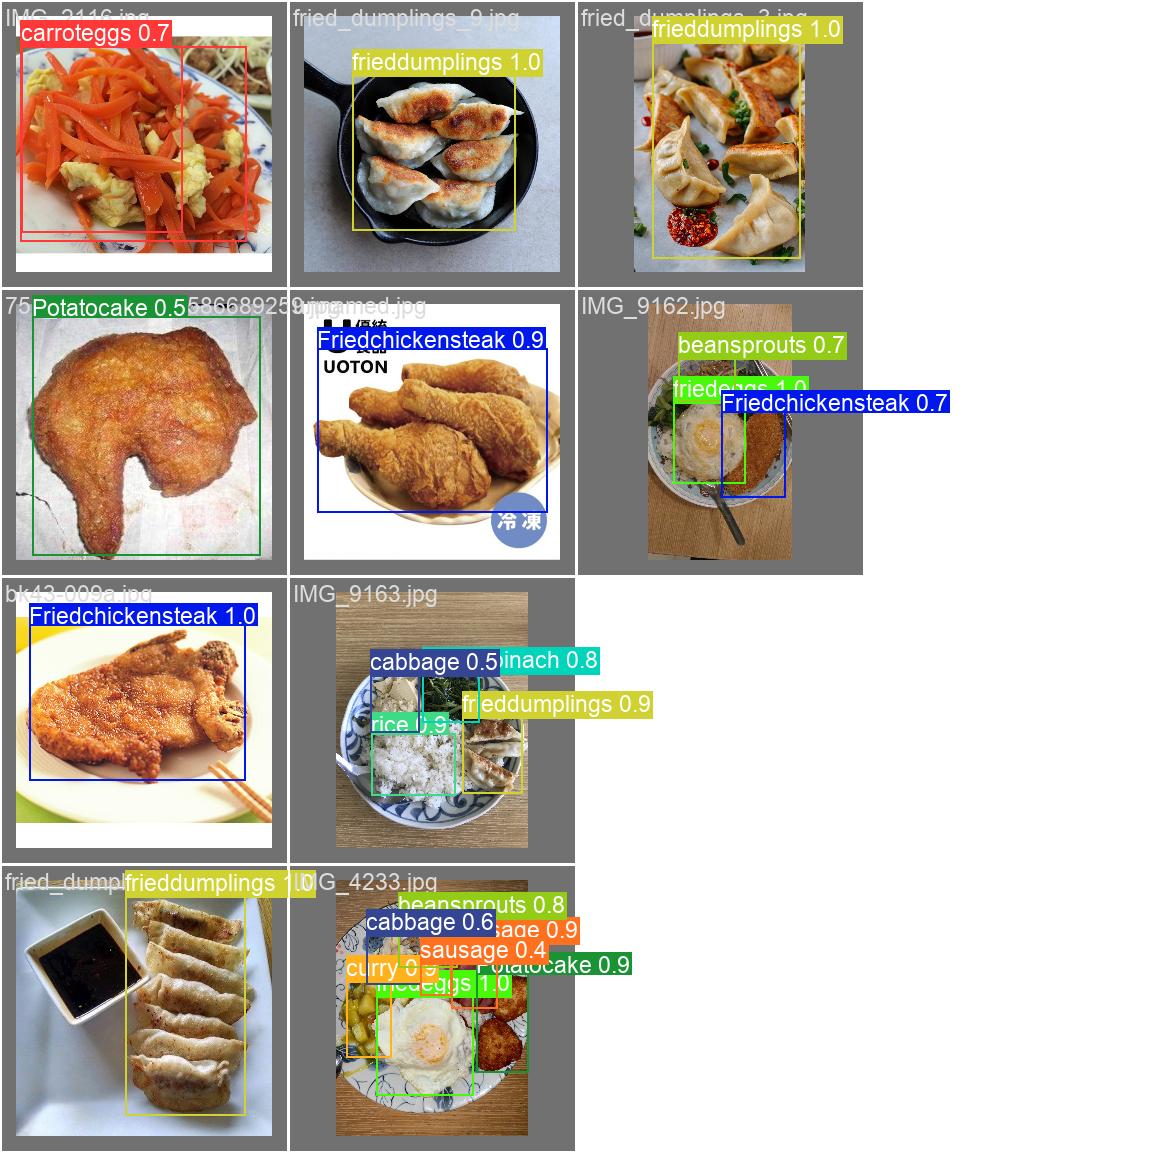 IMG_2116.jpg
carroteggs 0.7
fried_dumplings_9.jpg
frieddumplings 1.0
fried_dumplings_3.jpg
frieddumplings 1.0
Potatocake 0.5
586689259.jpg
Friedchickensteak 0.9
UOTON
冷凍
IMG_9162.jpg
beansprouts 0.7
friedeggs 1.0
Friedchickensteak 0.7
bk43-009a.jpg
Friedchickensteak 1.0
IMG_9163.jpg
cabbage 0.5
inach 0.8
frieddumplings 0.9
rice 0.9
fried_dumpl
frieddumplings 1.0
IMG_4233.jpg
beansprouts 0.8
cabbage 0.6
sage 0.9
sausage 0.4
curry 0.9
Potatocake 0.9
friedeggs 1.0